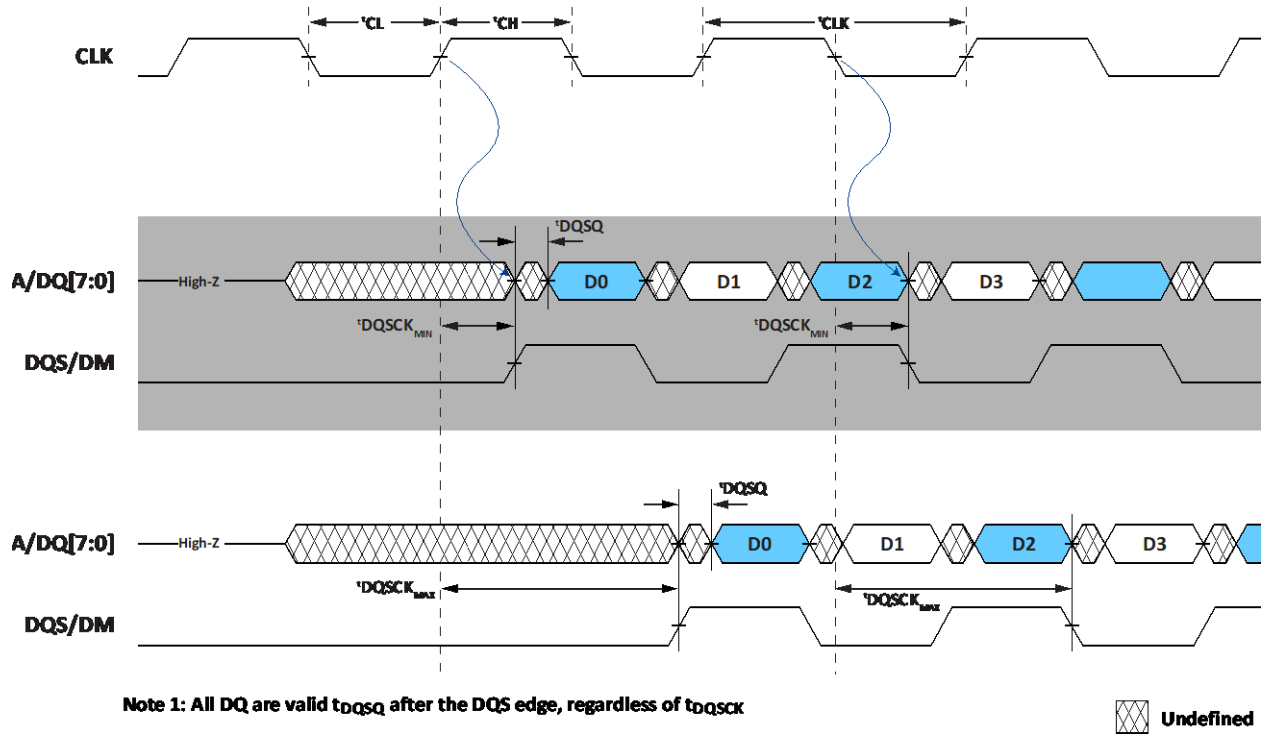 tCL tCH tCLK
CLK
tDQSQ
A/DQ[7:0] High-Z D0 D1 D2 D3
tDQSCKMIN tDQSCKMIN
DQS/DM
tDQSQ
A/DQ[7:0] High-Z D0 D1 D2 D3
tDQSCKMAX tDQSCKMAX
DQS/DM
Note 1: All DQ are valid tDQSQ after the DQS edge, regardless of tDQSCK
Undefined